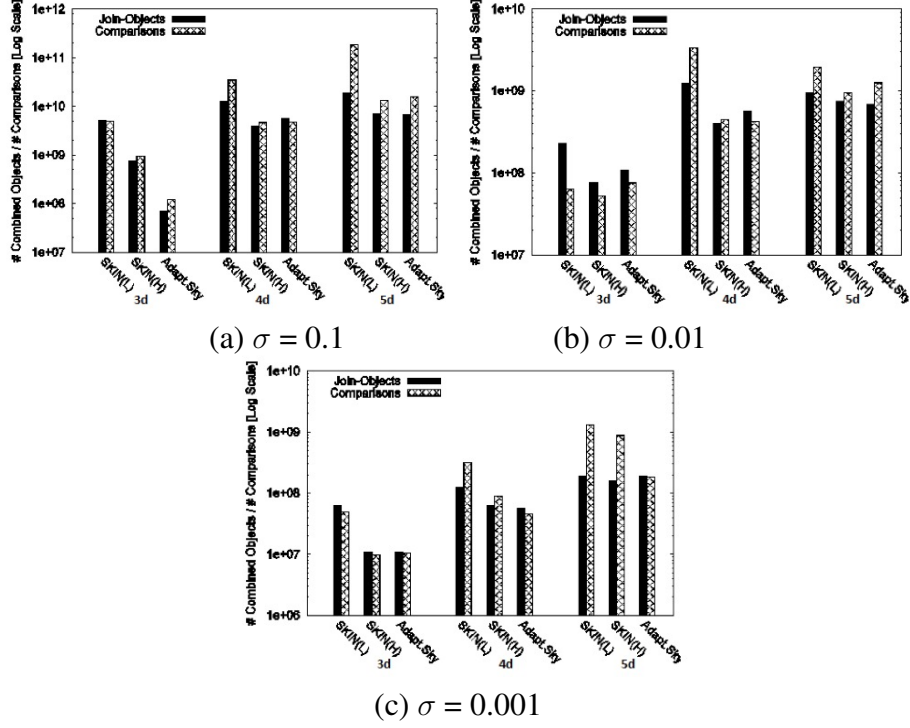 # Combined Objects / # Comparisons [Log Scale]
1e+12
1e+11
1e+10
1e+09
1e+08
1e+07
Join-Objects
Comparisons
SKIN(L)
SKIN(H)
Adapt.Sky
SKIN(L)
SKIN(H)
Adapt.Sky
SKIN(L)
SKIN(H)
Adapt.Sky
3d
4d
5d
(a) σ = 0.1
# Combined Objects / # Comparisons [Log Scale]
1e+10
1e+09
1e+08
1e+07
Join-Objects
Comparisons
SKIN(L)
SKIN(H)
Adapt.Sky
SKIN(L)
SKIN(H)
Adapt.Sky
SKIN(L)
SKIN(H)
Adapt.Sky
3d
4d
5d
(b) σ = 0.01
# Combined Objects / # Comparisons [Log Scale]
1e+10
1e+09
1e+08
1e+07
1e+06
Join-Objects
Comparisons
SKIN(L)
SKIN(H)
Adapt.Sky
SKIN(L)
SKIN(H)
Adapt.Sky
SKIN(L)
SKIN(H)
Adapt.Sky
3d
4d
5d
(c) σ = 0.001